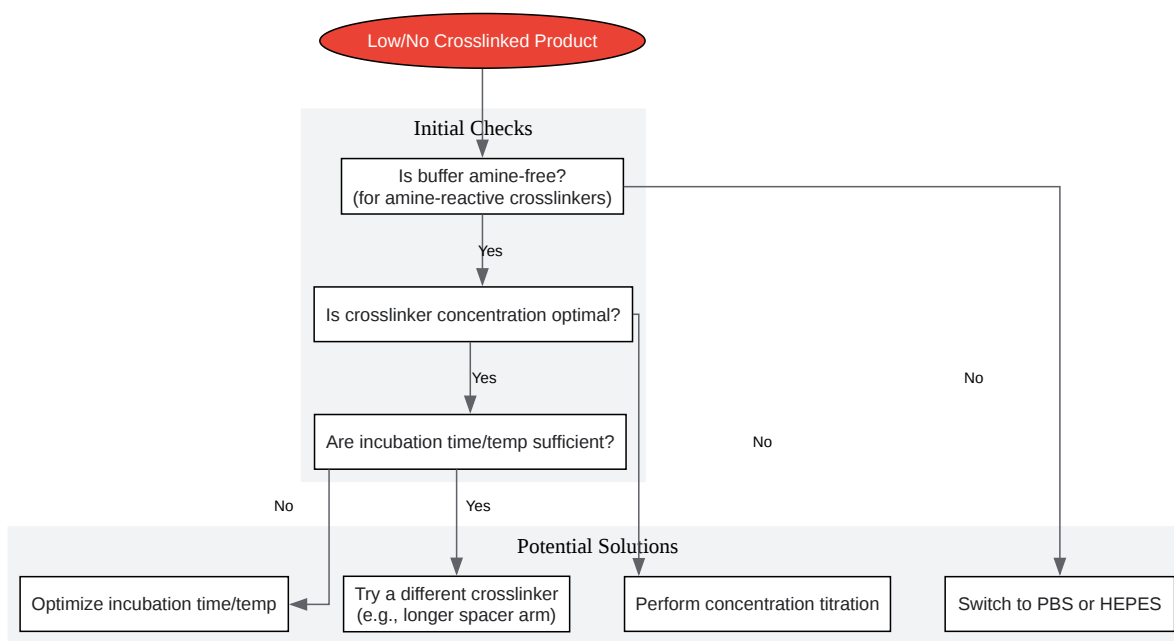 Low/No Crosslinked Product
Initial Checks
Is buffer amine-free?
(for amine-reactive crosslinkers)
Yes
Is crosslinker concentration optimal?
Yes
No
Are incubation time/temp sufficient?
No
No
Yes
Potential Solutions
Optimize incubation time/temp
Try a different crosslinker
(e.g., longer spacer arm)
Perform concentration titration
Switch to PBS or HEPES